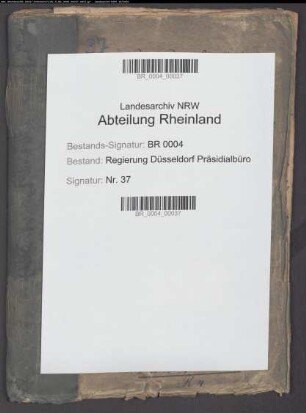 BR_0004_00037
Landesarchiv NRW
Abteilung Rheinland
Bestands-Signatur: BR 0004
Bestand: Regierung Düsseldorf Präsidialbüro
Signatur: Nr. 37
BR_0004_00037